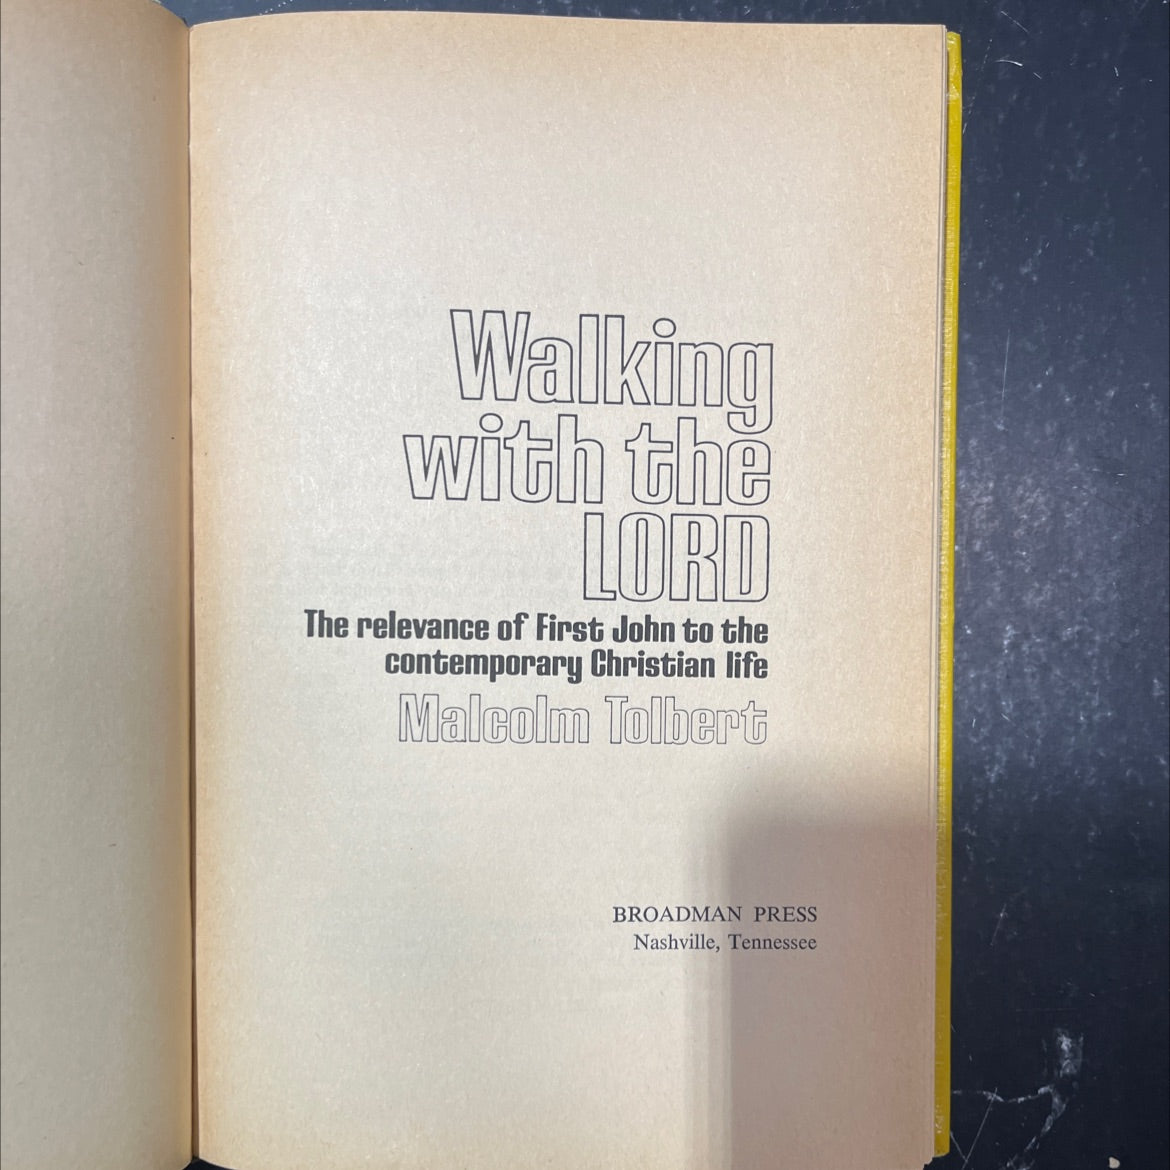 Walking
with the
LORD
The relevance of First John to the
contemporary Christian life
Malcolm Tolbert
BROADMAN PRESS
Nashville, Tennessee